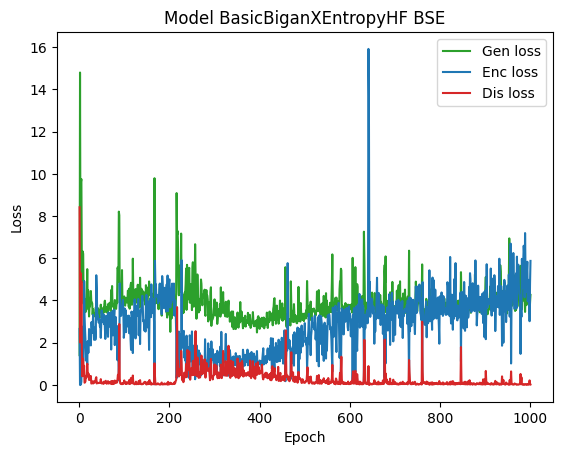 Model BasicBiganXEntropyHF BSE
Gen loss
Enc loss
Dis loss
16
14
12
10
8
6
4
2
0
Loss
0 200 400 600 800 1000
Epoch